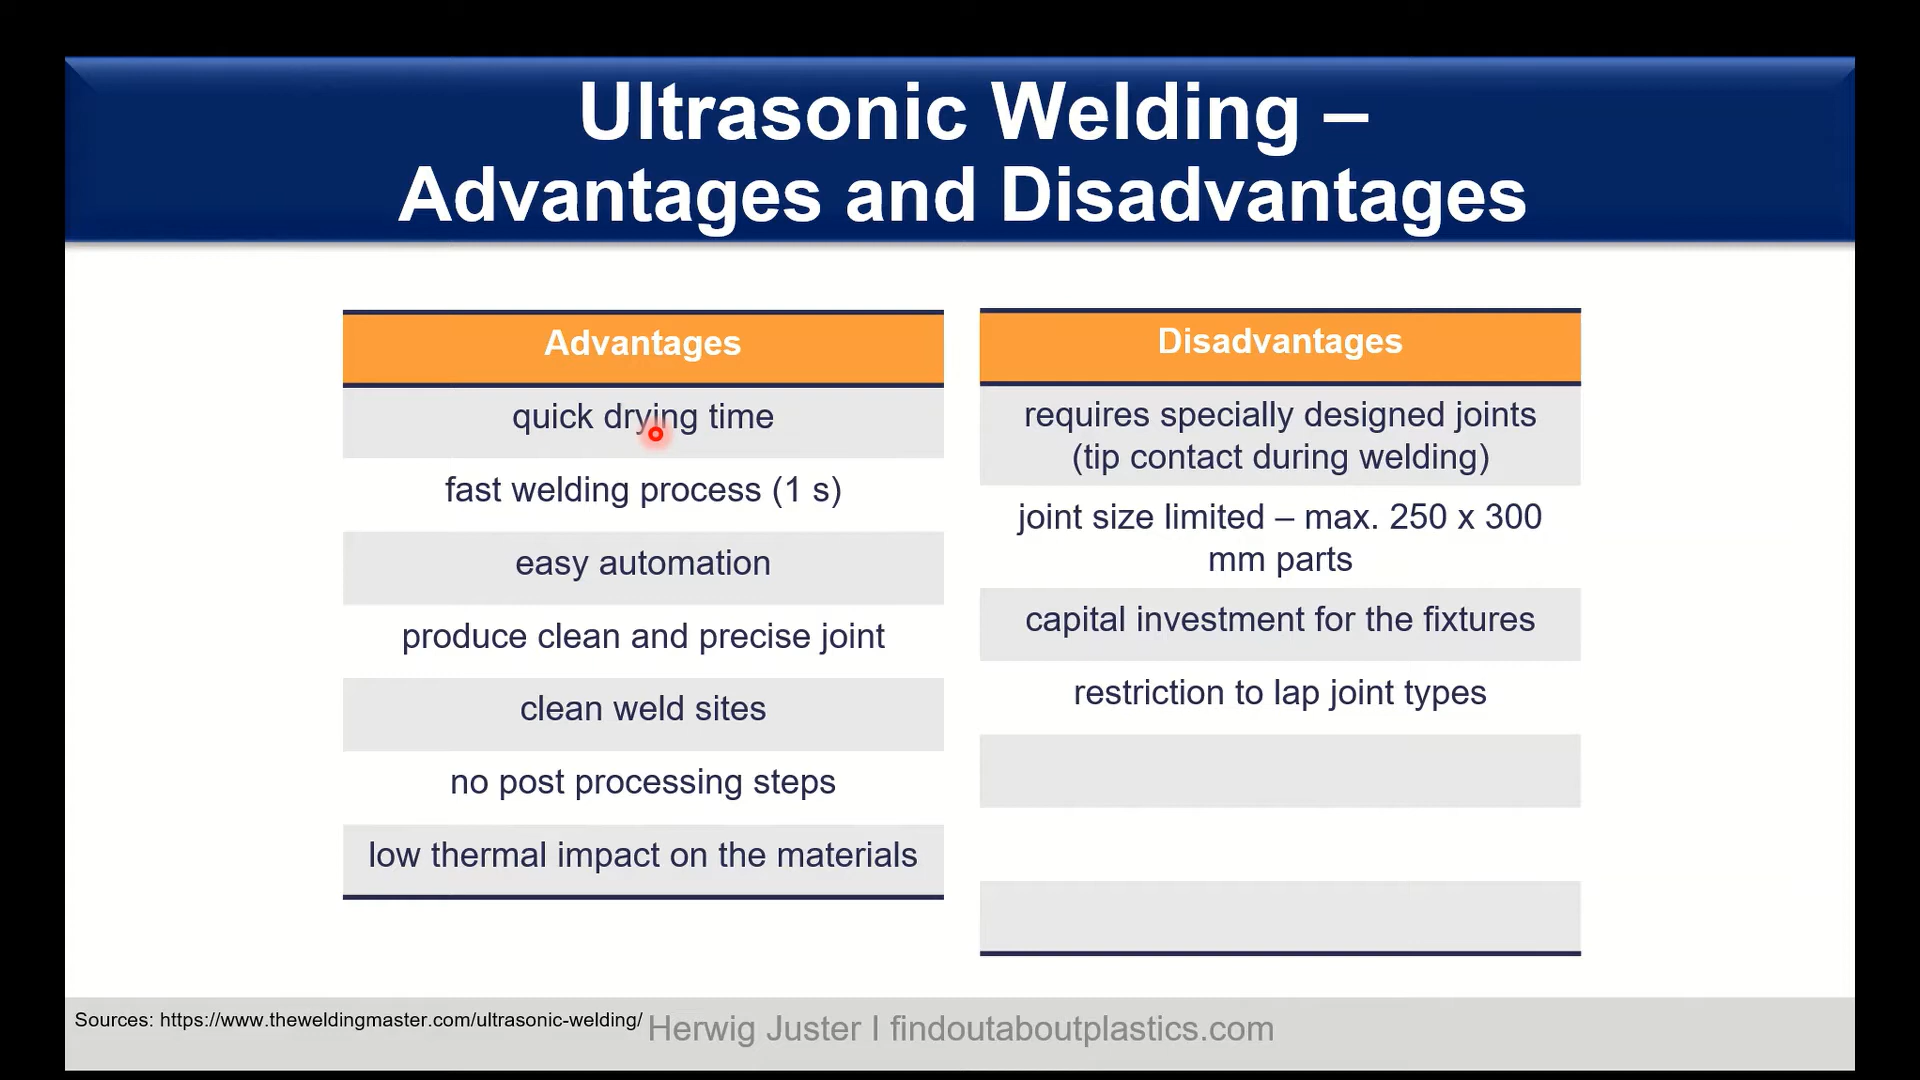 Ultrasonic Welding –
Advantages and Disadvantages
Advantages
quick drying time
fast welding process (1 s)
easy automation
produce clean and precise joint
clean weld sites
no post processing steps
low thermal impact on the materials
Disadvantages
requires specially designed joints
(tip contact during welding)
joint size limited – max. 250 x 300
mm parts
capital investment for the fixtures
restriction to lap joint types
Sources: https://www.theweldingmaster.com/ultrasonic-welding/
Herwig Juster I findoutaboutplastics.com